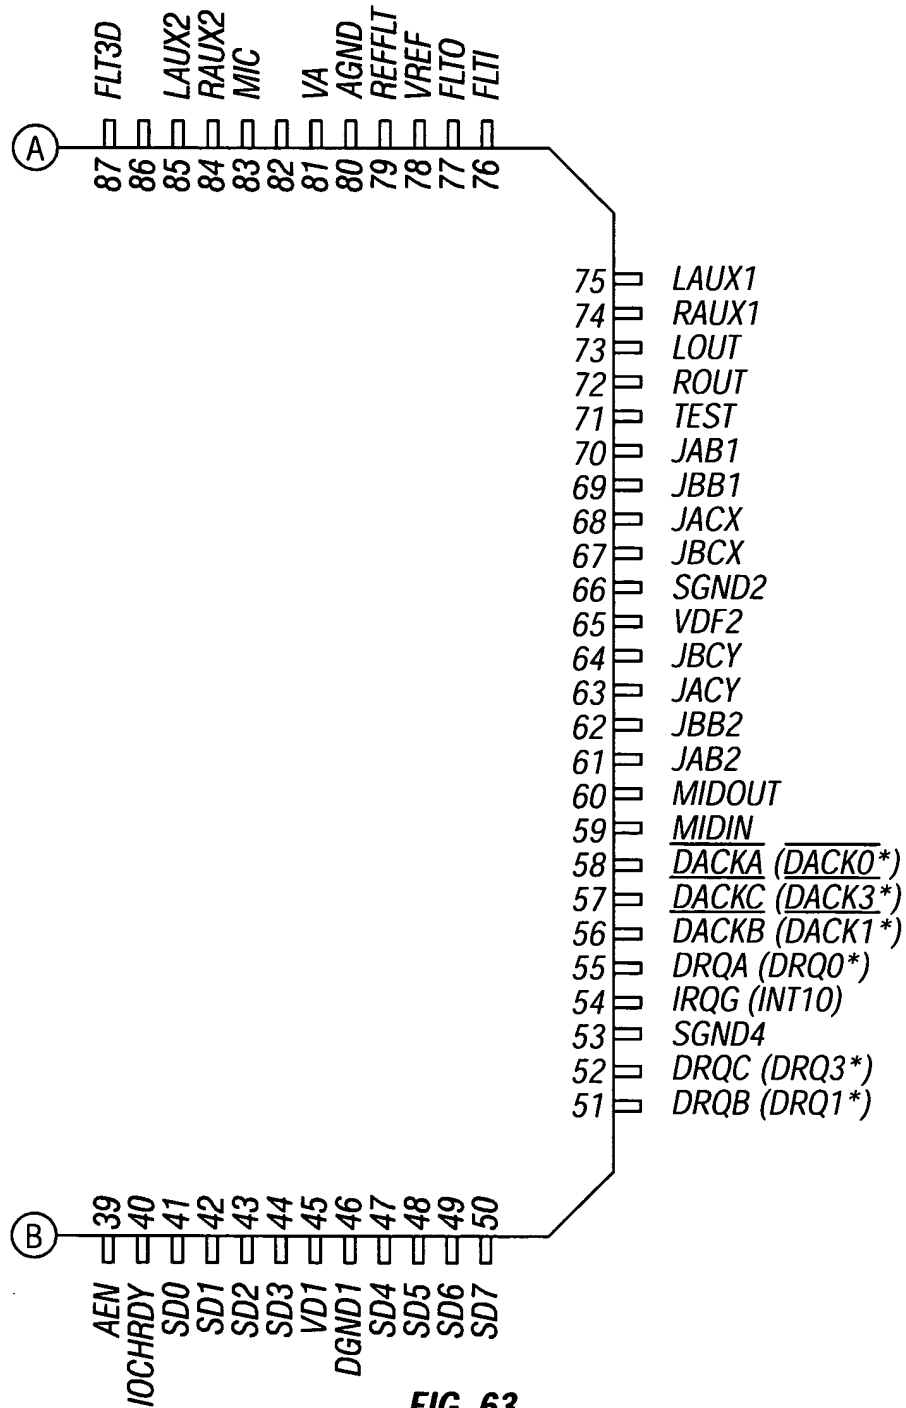 FLT3D
LAUX2
RAUX2
MIC
VA
AGND
REFFLT
VREF
FLTO
FLTI
A
87
86
85
84
83
82
81
80
79
78
77
76
75 LAUX1
74 RAUX1
73 LOUT
72 ROUT
71 TEST
70 JAB1
69 JBB1
68 JACX
67 JBCX
66 SGND2
65 VDF2
64 JBCY
63 JACY
62 JBB2
61 JAB2
60 MIDOUT
59 MIDIN
58 DACKA (DACK0*)
57 DACKC (DACK3*)
56 DACKB (DACK1*)
55 DRQA (DRQ0*)
54 IRQG (INT10)
53 SGND4
52 DRQC (DRQ3*)
51 DRQB (DRQ1*)
B
39
40
41
42
43
44
45
46
47
48
49
50
AEN
IOCHRDY
SD0
SD1
SD2
SD3
VD1
DGND1
SD4
SD5
SD6
SD7
FIG. 63